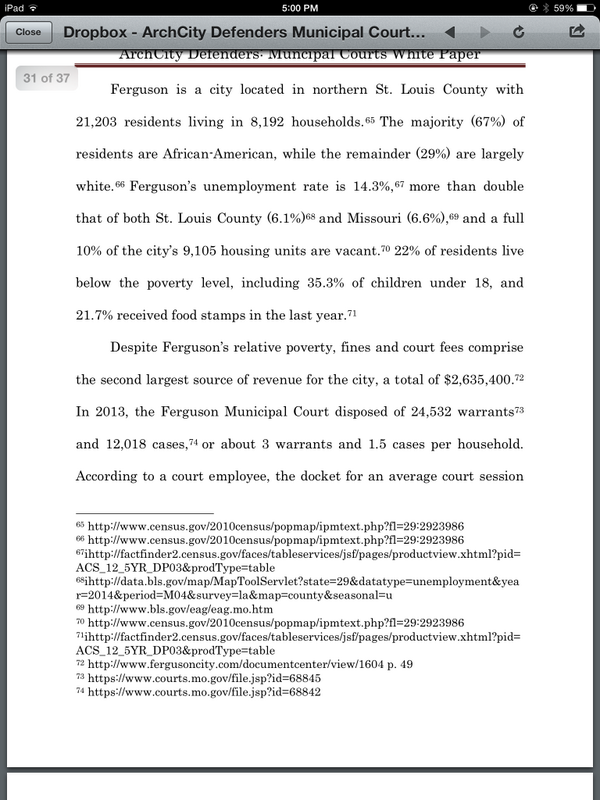 iPad 5:00 PM 59%
Close Dropbox - ArchCity Defenders Municipal Court...
ArchCity Defenders: Muncipal Courts White Paper
31 of 37
Ferguson is a city located in northern St. Louis County with
21,203 residents living in 8,192 households.65 The majority (67%) of
residents are African-American, while the remainder (29%) are largely
white.66 Ferguson's unemployment rate is 14.3%,67 more than double
that of both St. Louis County (6.1%)68 and Missouri (6.6%),69 and a full
10% of the city's 9,105 housing units are vacant.70 22% of residents live
below the poverty level, including 35.3% of children under 18, and
21.7% received food stamps in the last year.71
Despite Ferguson's relative poverty, fines and court fees comprise
the second largest source of revenue for the city, a total of $2,635,400.72
In 2013, the Ferguson Municipal Court disposed of 24,532 warrants73
and 12,018 cases,74 or about 3 warrants and 1.5 cases per household.
According to a court employee, the docket for an average court session
65 http://www.census.gov/2010census/popmap/ipmtext.php?fl=29:2923986
66 http://www.census.gov/2010census/popmap/ipmtext.php?fl=29:2923986
67ihttp://factfinder2.census.gov/faces/tableservices/jsf/pages/productview.xhtml?pid=
ACS_12_5YR_DP03&prodType=table
68ihttp://data.bls.gov/map/MapToolServlet?state=29&datatype=unemployment&yea
r=2014&period=M04&survey=la&map=county&seasonal=u
69 http://www.bls.gov/eag/eag.mo.htm
70 http://www.census.gov/2010census/popmap/ipmtext.php?fl=29:2923986
71ihttp://factfinder2.census.gov/faces/tableservices/jsf/pages/productview.xhtml?pid=
ACS_12_5YR_DP03&prodType=table
72 http://www.fergusoncity.com/documentcenter/view/1604 p. 49
73 https://www.courts.mo.gov/file.jsp?id=68845
74 https://www.courts.mo.gov/file.jsp?id=68842